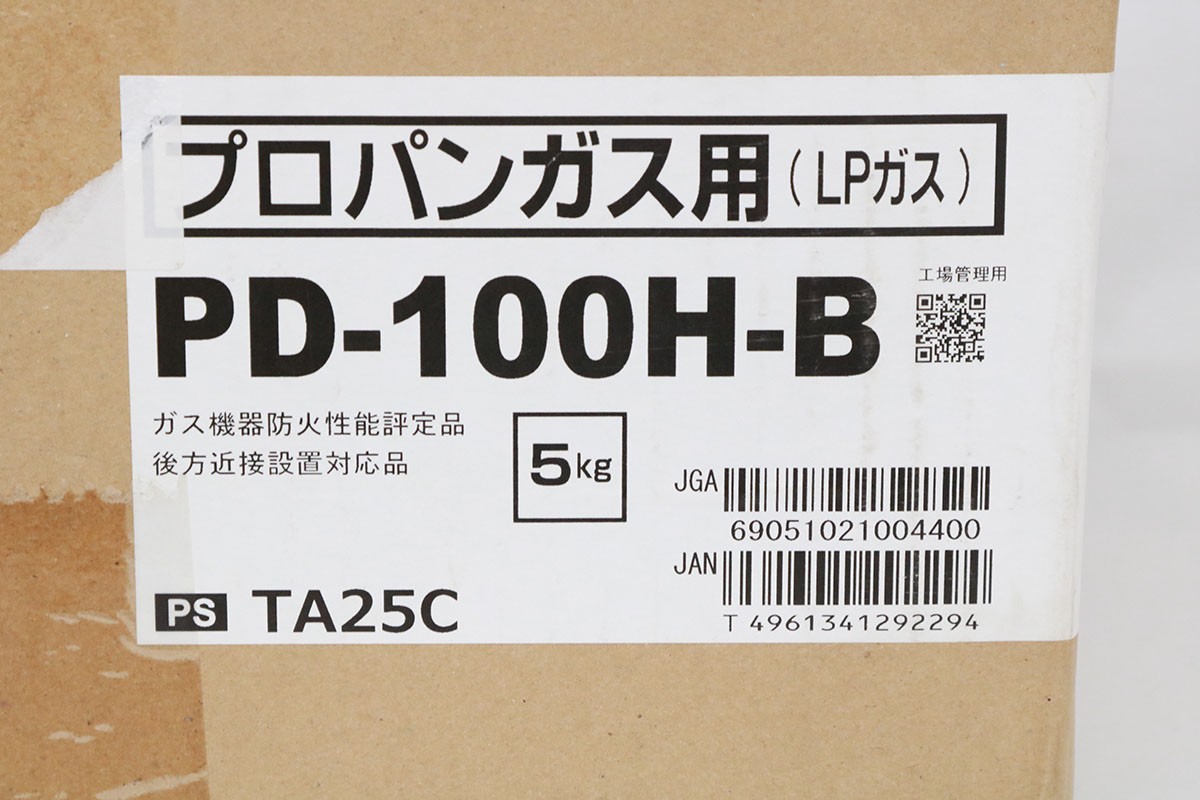 プロパンガス用(LPガス)
PD-100H-B
工場管理用
ガス機器防火性能評定品
後方近接設置対応品
5kg
JGA
69051021004400
JAN
T 4961341292294
PS TA25C